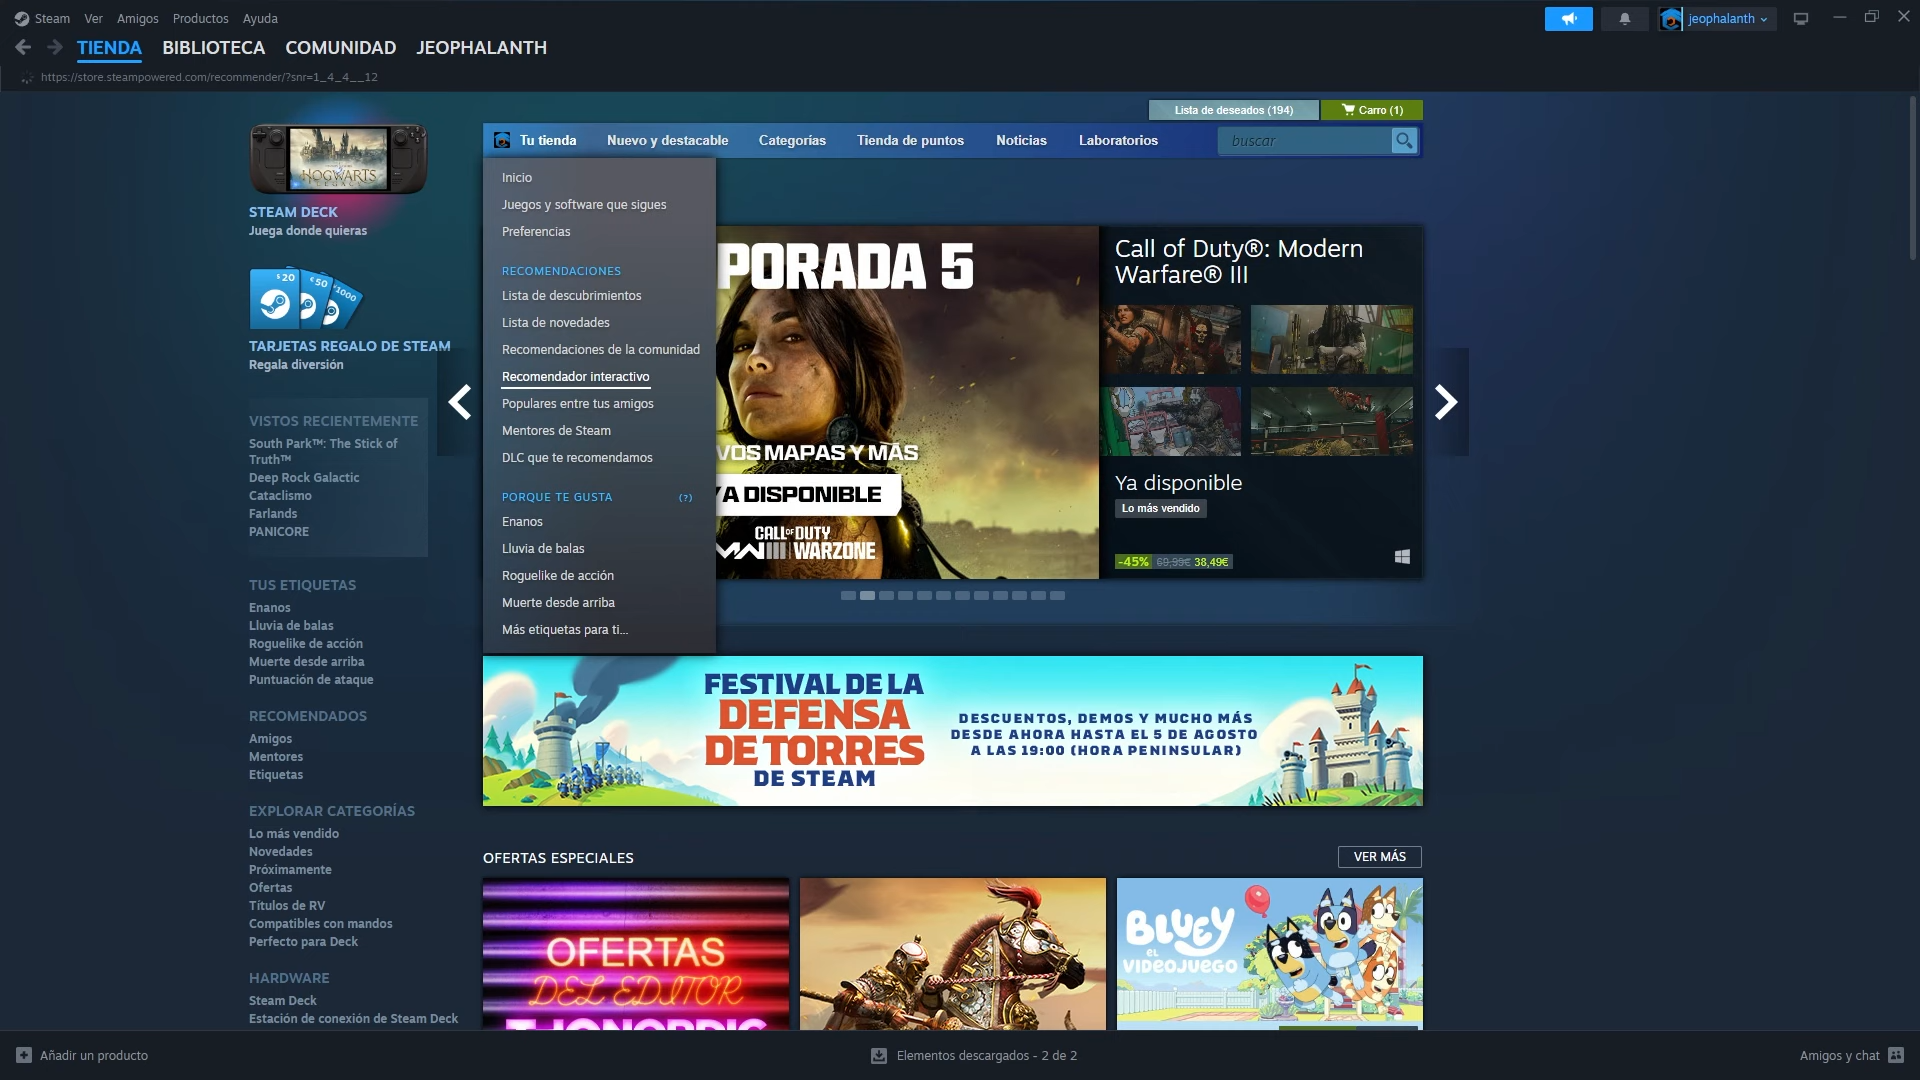 Steam Ver Amigos Productos Ayuda
jeophalanth
TIENDA BIBLIOTECA COMUNIDAD JEOPHALANTH
https://store.steampowered.com/recommender/?snr=1_4_4__12
Lista de deseados (194) Carro (1)
Tu tienda Nuevo y destacable Categorías Tienda de puntos Noticias Laboratorios buscar
HOGWARTS
LEGACY
STEAM DECK
Juega donde quieras
$ 20
€ 50
¥1000
TARJETAS REGALO DE STEAM
Regala diversión
VISTOS RECIENTEMENTE
South Park™: The Stick of
Truth™
Deep Rock Galactic
Cataclismo
Farlands
PANICORE
TUS ETIQUETAS
Enanos
Lluvia de balas
Roguelike de acción
Muerte desde arriba
Puntuación de ataque
RECOMENDADOS
Amigos
Mentores
Etiquetas
EXPLORAR CATEGORÍAS
Lo más vendido
Novedades
Próximamente
Ofertas
Títulos de RV
Compatibles con mandos
Perfecto para Deck
HARDWARE
Steam Deck
Estación de conexión de Steam Deck
Inicio
Juegos y software que sigues
Preferencias
RECOMENDACIONES
Lista de descubrimientos
Lista de novedades
Recomendaciones de la comunidad
Recomendador interactivo
Populares entre tus amigos
Mentores de Steam
DLC que te recomendamos
PORQUE TE GUSTA (?)
Enanos
Lluvia de balas
Roguelike de acción
Muerte desde arriba
Más etiquetas para ti...
PORADA 5
VOS MAPAS Y MÁS
YA DISPONIBLE
CALL OF DUTY
MWIII WARZONE
Call of Duty®: Modern
Warfare® III
Ya disponible
Lo más vendido
-45% 69,99€ 38,49€
FESTIVAL DE LA
DEFENSA
DE TORRES
DE STEAM
DESCUENTOS, DEMOS Y MUCHO MÁS
DESDE AHORA HASTA EL 5 DE AGOSTO
A LAS 19:00 (HORA PENINSULAR)
OFERTAS ESPECIALES VER MÁS
OFERTAS
DEL EDITOR
THQNORDIC
BLUEY
EL
VIDEOJUEGO
Añadir un producto Elementos descargados - 2 de 2 Amigos y chat